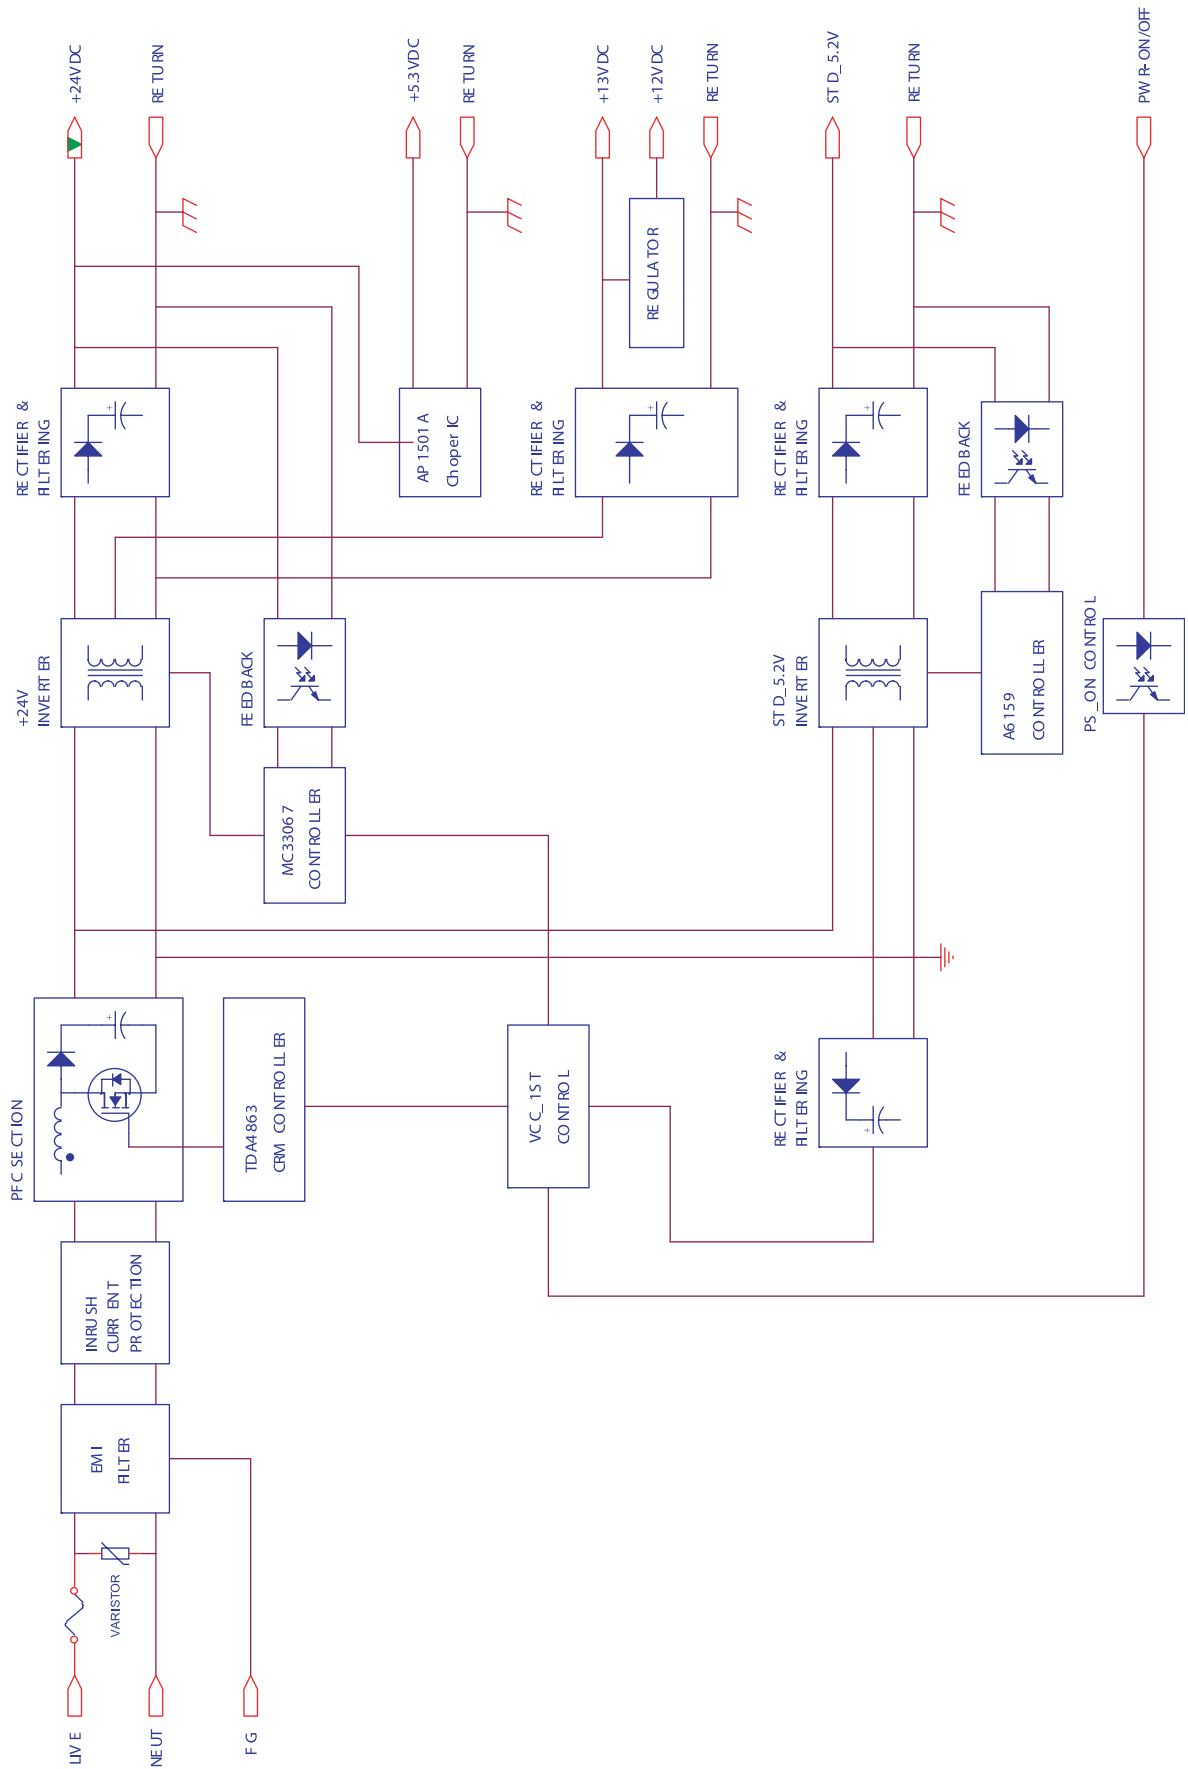 LIVE
NEUT
FG
VARISTOR
EMI
FILTER
INRUSH
CURRENT
PROTECTION
PFC SECTION
TDA4863
CRM CONTROLLER
+24V
INVERTER
MC33067
CONTROLLER
FEEDBACK
RECTIFIER &
FILTERING
+24VDC
RETURN
AP1501A
Choper IC
+5.3VDC
RETURN
RECTIFIER &
FILTERING
REGULATOR
+13VDC
+12VDC
RETURN
VCC_1ST
CONTROL
RECTIFIER &
FILTERING
STD_5.2V
INVERTER
RECTIFIER &
FILTERING
STD_5.2V
RETURN
A6159
CONTROLLER
FEEDBACK
PS_ON CONTROL
PWR-ON/OFF